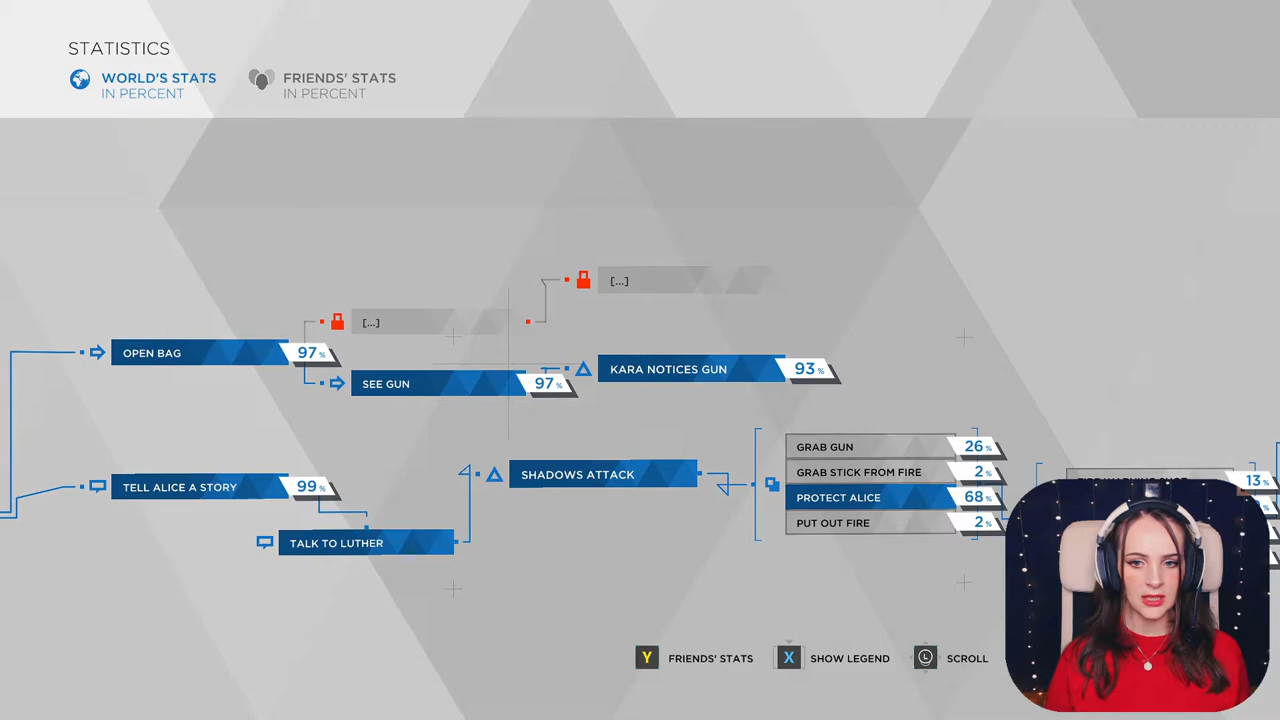 STATISTICS
WORLD'S STATS
IN PERCENT
FRIENDS' STATS
IN PERCENT
[...]
[...]
OPEN BAG 97%
SEE GUN 97%
KARA NOTICES GUN 93%
GRAB GUN 26%
GRAB STICK FROM FIRE 2%
PROTECT ALICE 68%
PUT OUT FIRE 2%
13%
SHADOWS ATTACK
TELL ALICE A STORY 99%
TALK TO LUTHER
Y FRIENDS' STATS
X SHOW LEGEND
L SCROLL